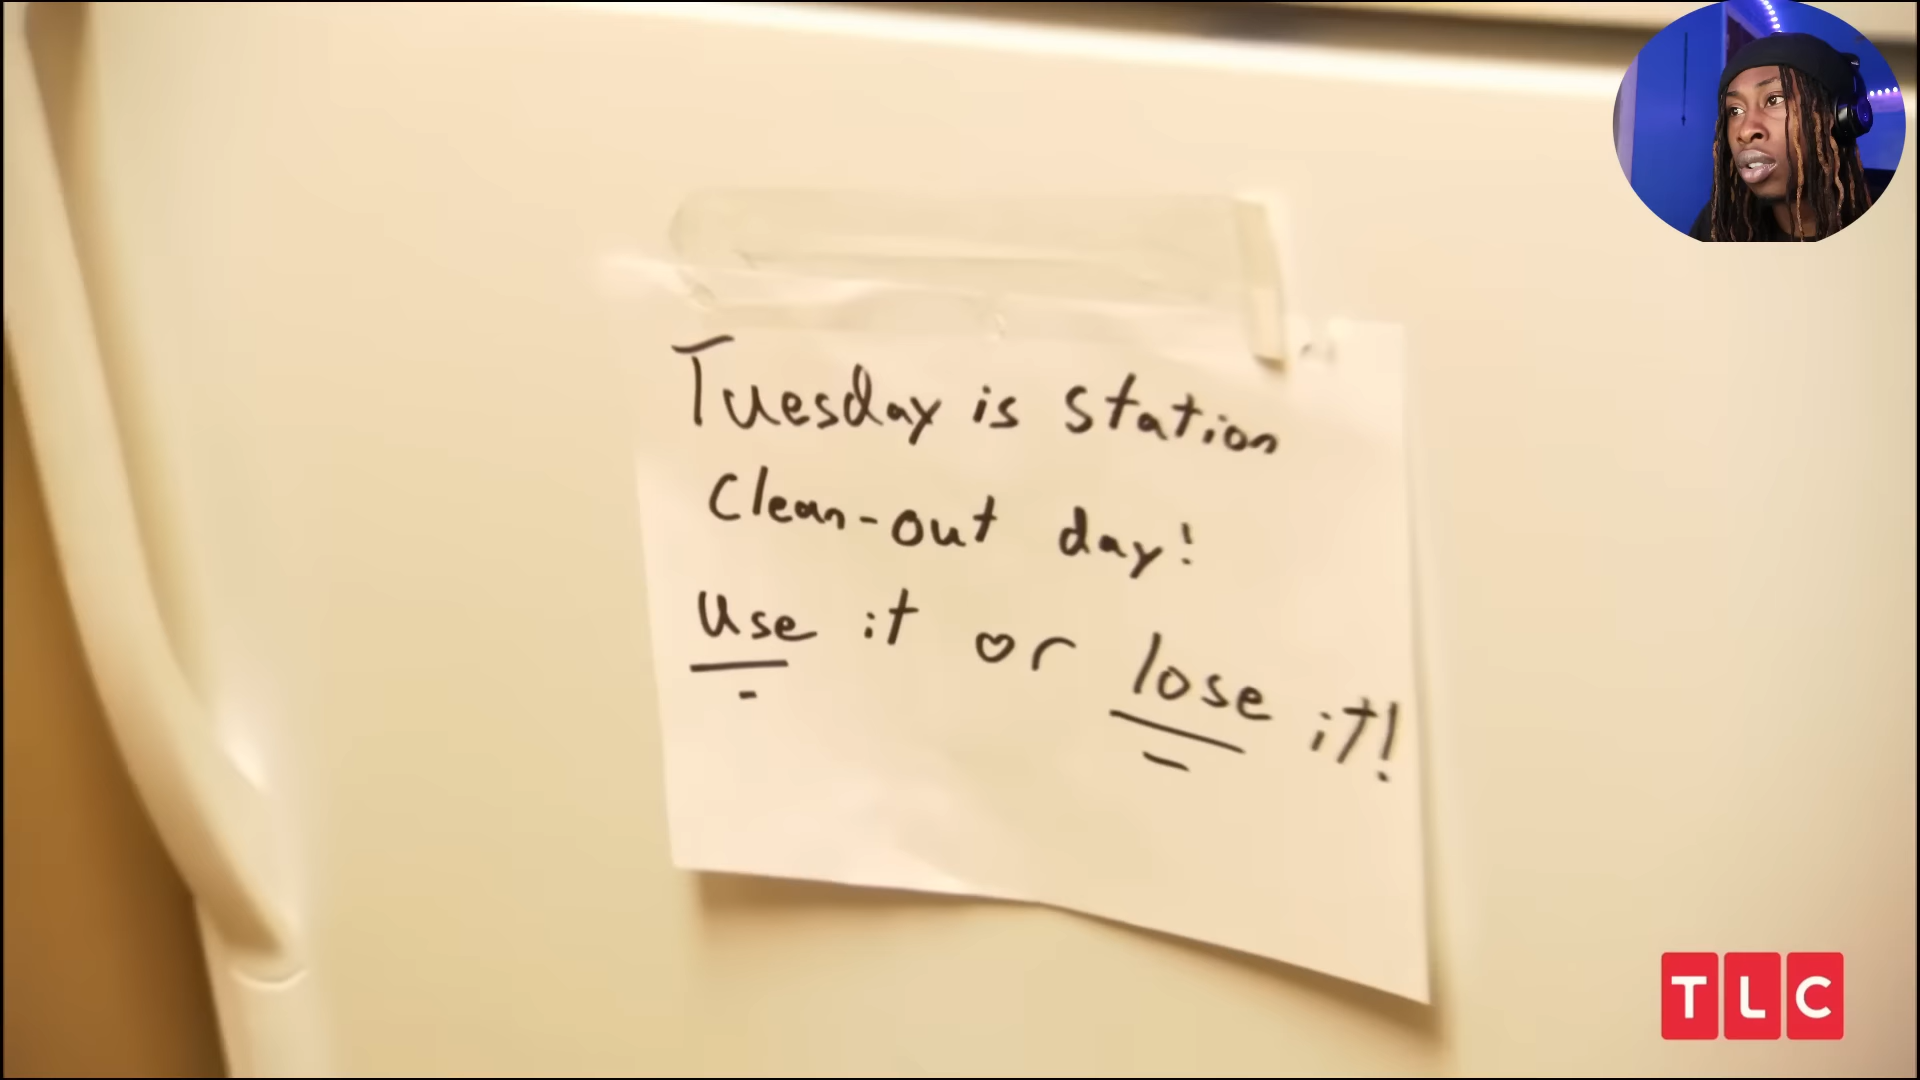 Tuesday is station
Clean-out day!
Use it or lose it!
TLC